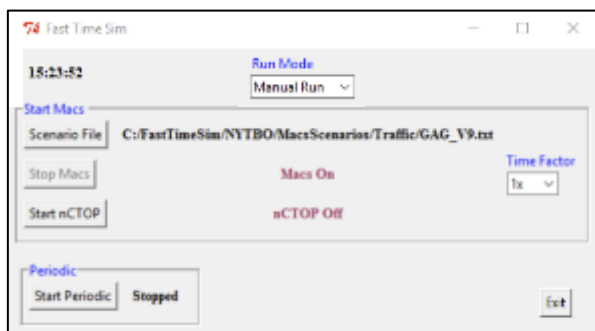 Fast Time Sim
15:23:52
Run Mode
Manual Run
Start Macs
Scenario File C:/FastTimeSim/NYTBO/MacsScenarios/Traffic/GAG_V9.txt
Stop Macs Macs On
Time Factor
1x
Start nCTOP nCTOP Off
Periodic
Start Periodic Stopped
Exit